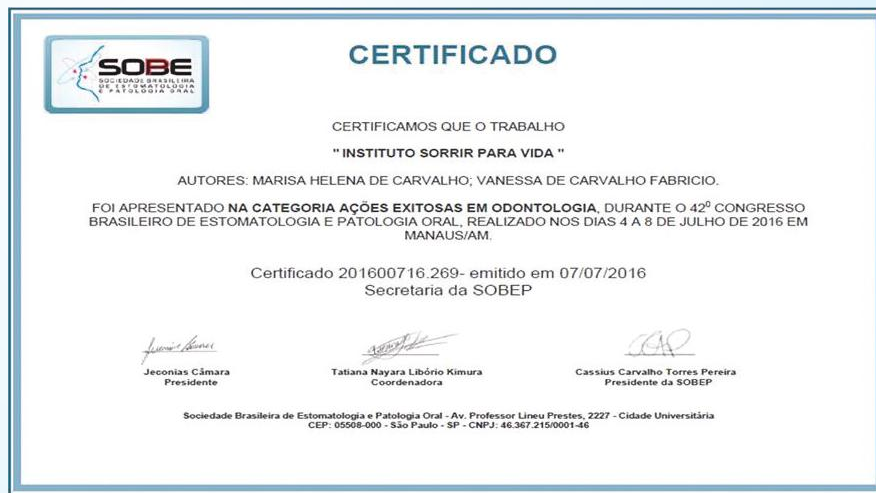 SOBE
SOCIEDADE BRASILEIRA
DE ESTOMATOLOGIA
E PATOLOGIA ORAL
CERTIFICADO
CERTIFICAMOS QUE O TRABALHO
" INSTITUTO SORRIR PARA VIDA "
AUTORES: MARISA HELENA DE CARVALHO; VANESSA DE CARVALHO FABRICIO.
FOI APRESENTADO NA CATEGORIA AÇÕES EXITOSAS EM ODONTOLOGIA, DURANTE O 42º CONGRESSO
BRASILEIRO DE ESTOMATOLOGIA E PATOLOGIA ORAL, REALIZADO NOS DIAS 4 A 8 DE JULHO DE 2016 EM
MANAUS/AM.
Certificado 201600716.269- emitido em 07/07/2016
Secretaria da SOBEP
Jeconias Câmara
Presidente
Tatiana Nayara Libório Kimura
Coordenadora
Cassius Carvalho Torres Pereira
Presidente da SOBEP
Sociedade Brasileira de Estomatologia e Patologia Oral - Av. Professor Lineu Prestes, 2227 - Cidade Universitária
CEP: 05508-000 - São Paulo - SP - CNPJ: 46.367.215/0001-46